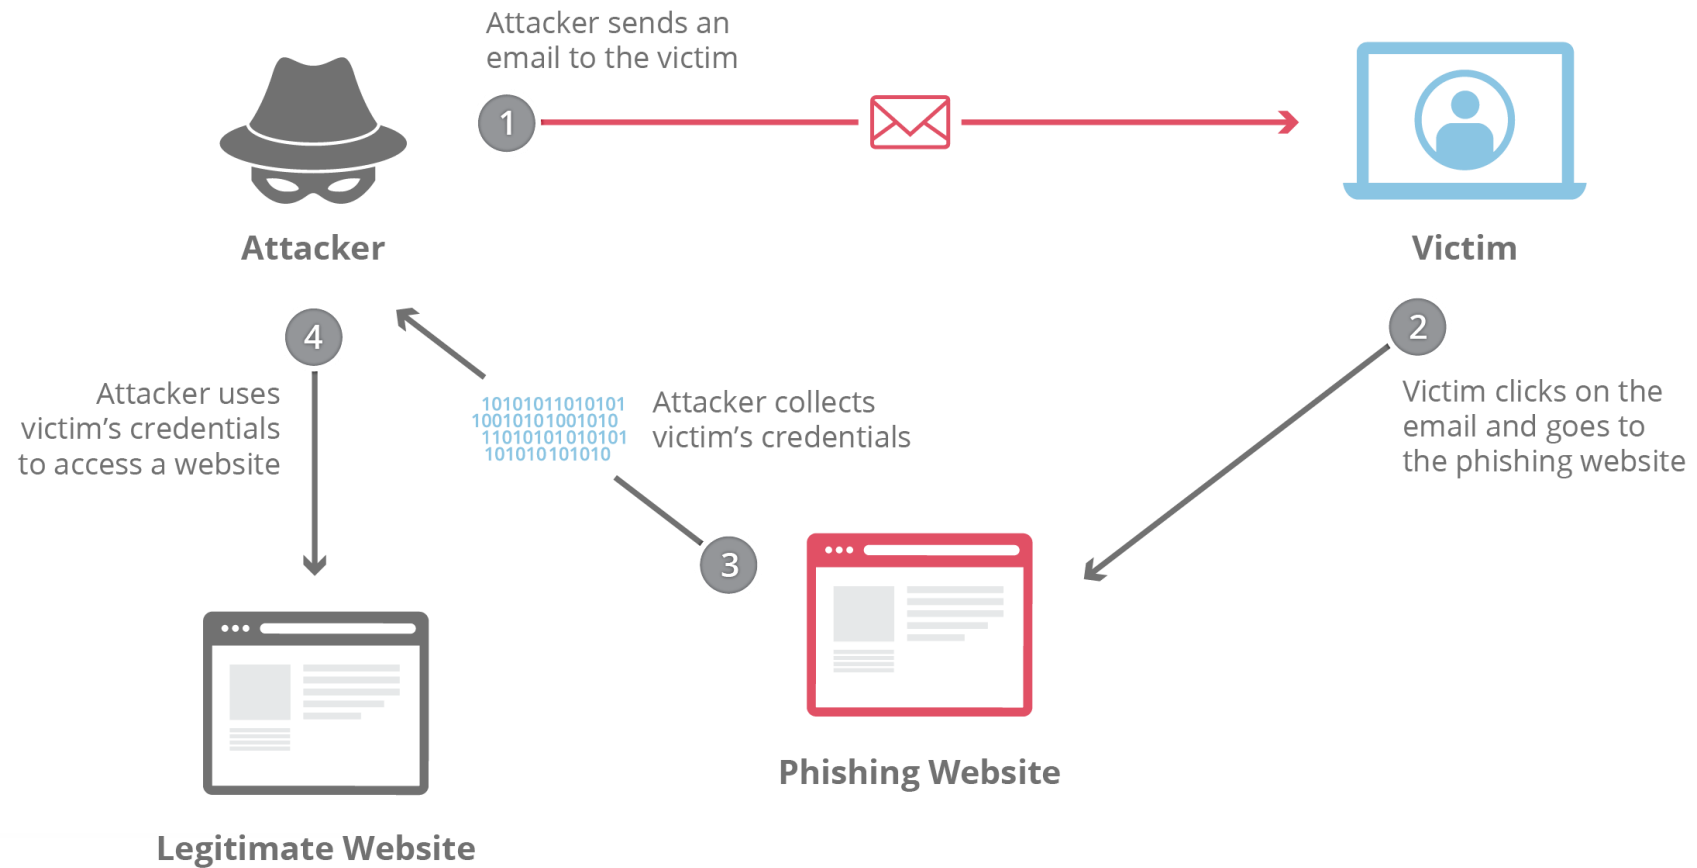 Attacker sends an
email to the victim
1
Attacker
Victim
4
2
Attacker uses
victim's credentials
to access a website
10101011010101
10010101001010
11010101010101
101010101010
Attacker collects
victim's credentials
Victim clicks on the
email and goes to
the phishing website
3
Phishing Website
Legitimate Website